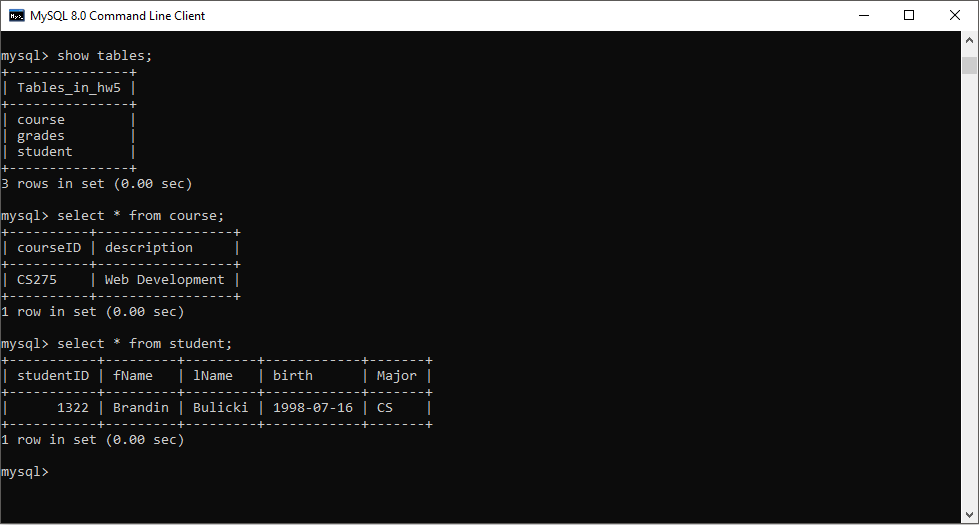 MySQL 8.0 Command Line Client
mysql> show tables;
+---------------+
| Tables_in_hw5 |
+---------------+
| course        |
| grades        |
| student       |
+---------------+
3 rows in set (0.00 sec)
mysql> select * from course;
+----------+-----------------+
| courseID | description     |
+----------+-----------------+
| CS275    | Web Development |
+----------+-----------------+
1 row in set (0.00 sec)
mysql> select * from student;
+-----------+---------+---------+------------+-------+
| studentID | fName   | lName   | birth      | Major |
+-----------+---------+---------+------------+-------+
|      1322 | Brandin | Bulicki | 1998-07-16 | CS    |
+-----------+---------+---------+------------+-------+
1 row in set (0.00 sec)
mysql>